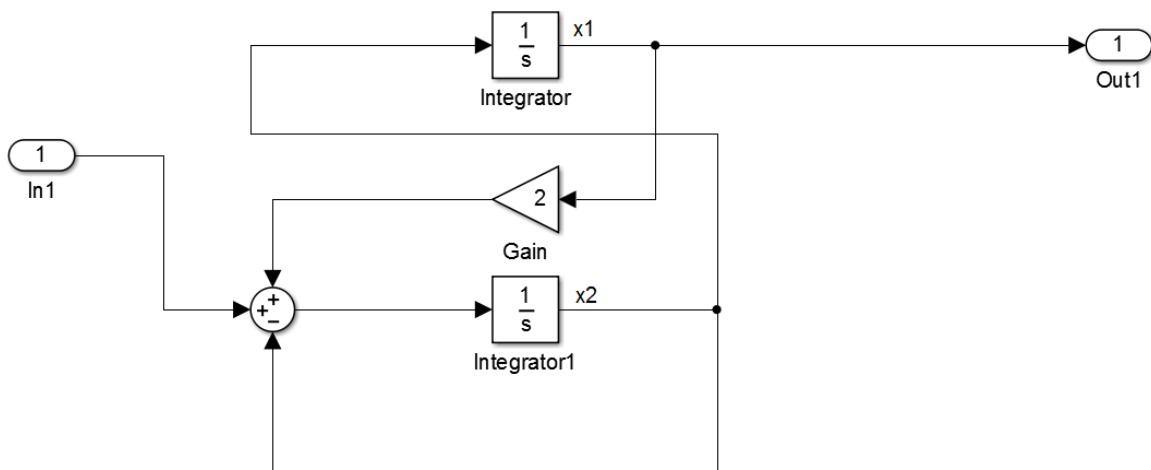 1
s
x1
Integrator
1
Out1
1
In1
2
Gain
+
+
−
1
s
x2
Integrator1